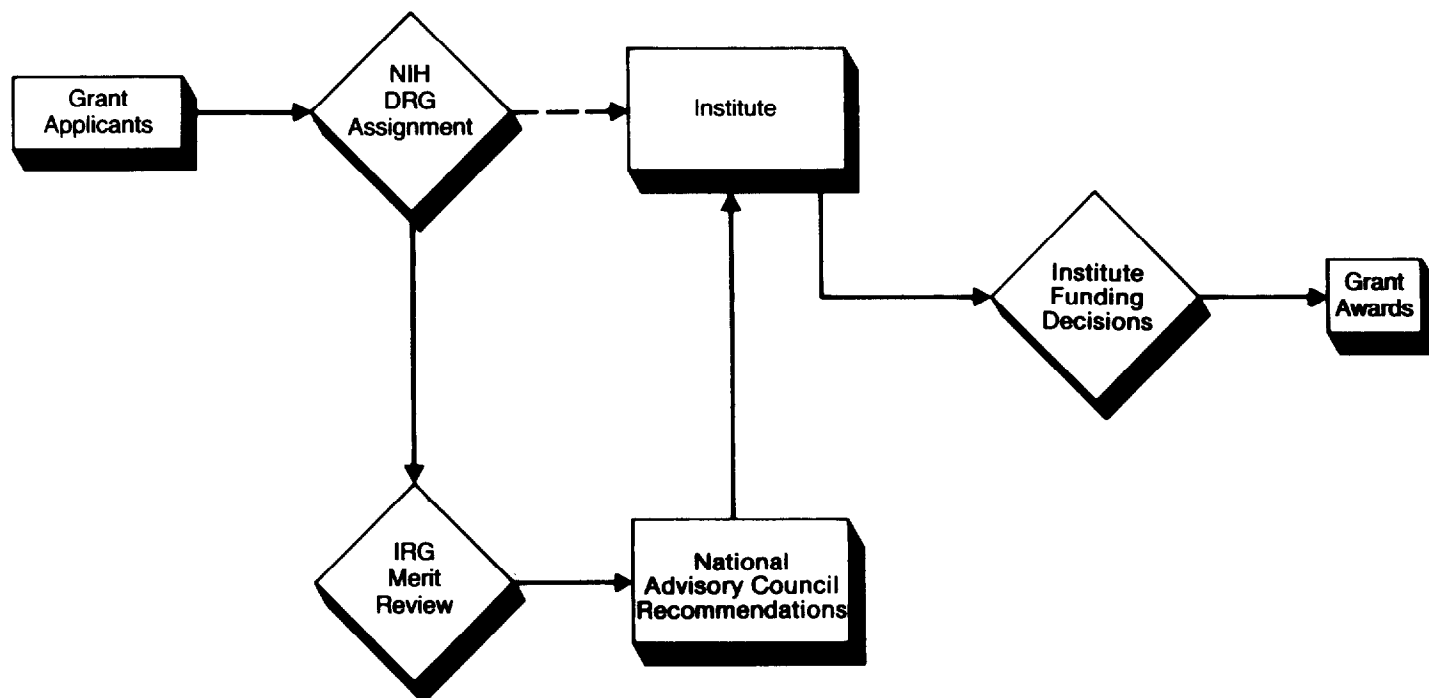 Grant
Applicants
NIH
DRG
Assignment
Institute
Institute
Funding
Decisions
Grant
Awards
IRG
Merit
Review
National
Advisory Council
Recommendations